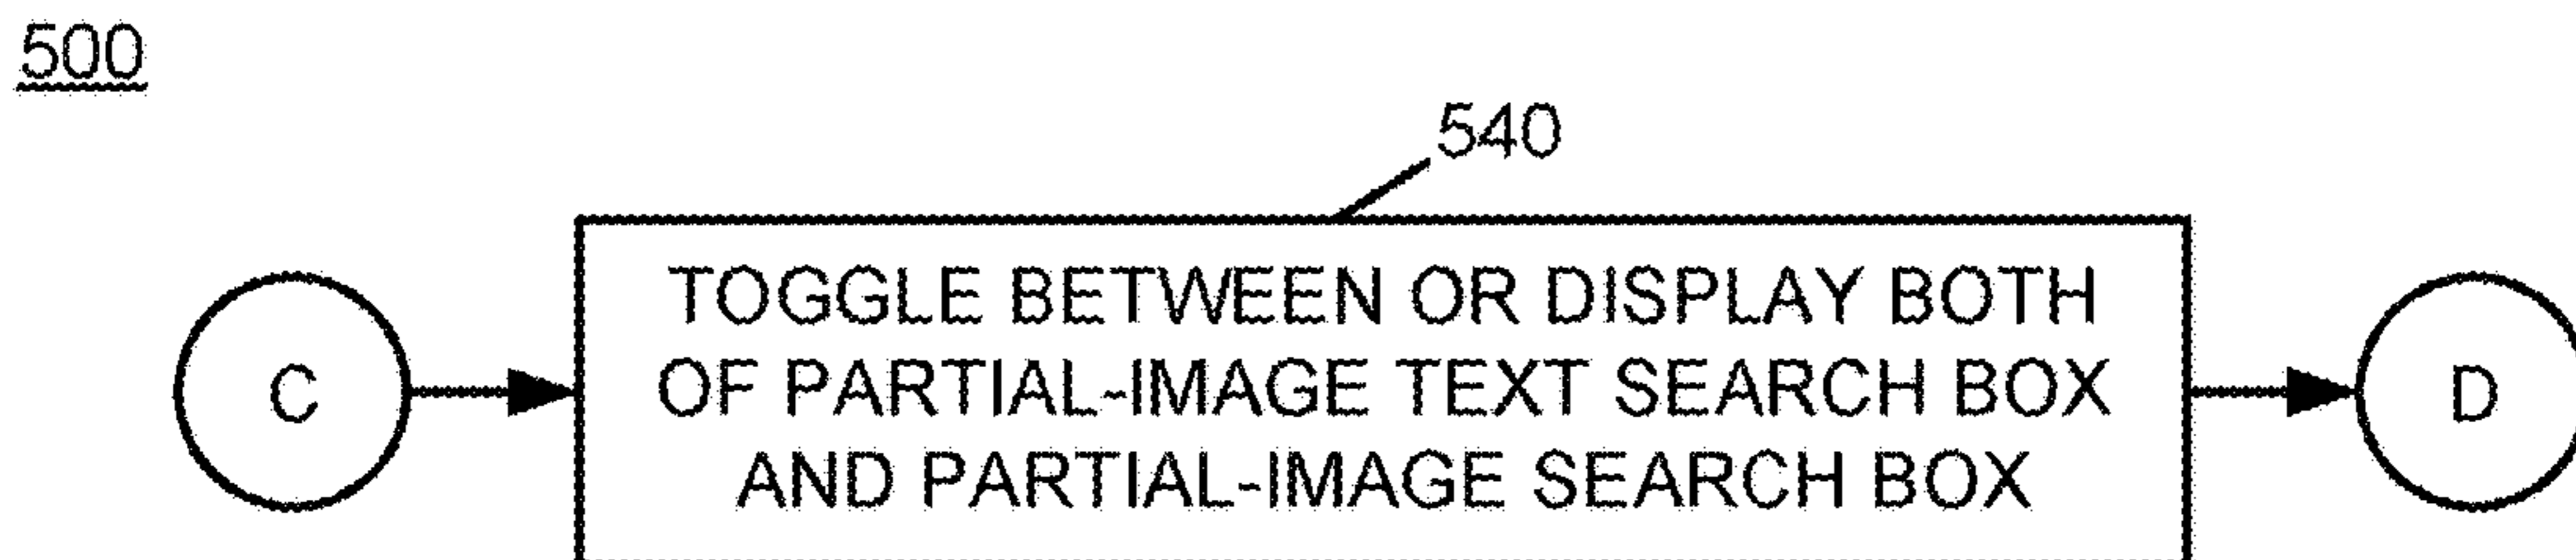 500
540
C
TOGGLE BETWEEN OR DISPLAY BOTH
OF PARTIAL-IMAGE TEXT SEARCH BOX
AND PARTIAL-IMAGE SEARCH BOX
D